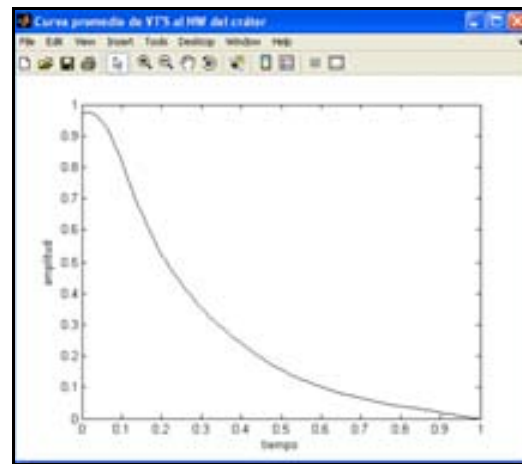 Curva promedio de VT'S al NW del cráter
File Edit View Insert Tools Desktop Window Help
1
0.9
0.8
0.7
0.6
0.5
0.4
0.3
0.2
0.1
0
amplitud
0 0.1 0.2 0.3 0.4 0.5 0.6 0.7 0.8 0.9 1
tiempo